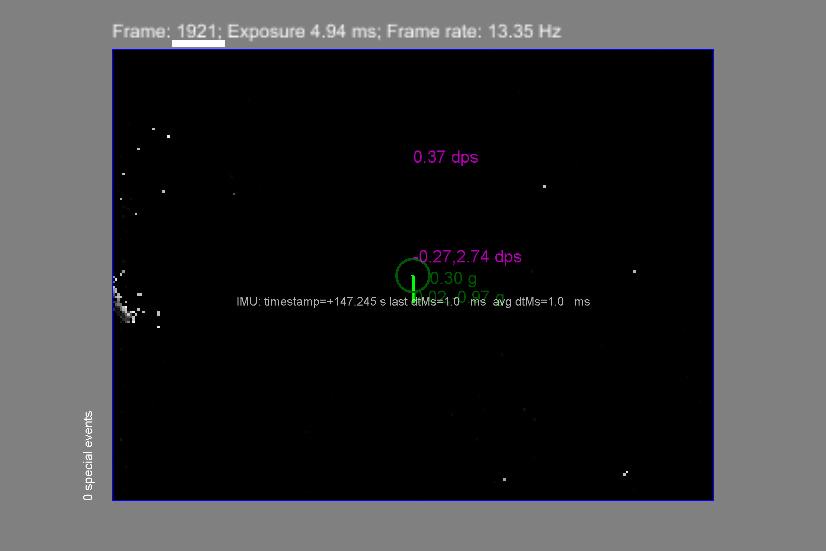 Frame: 1921; Exposure 4.94 ms; Frame rate: 13.35 Hz
0.37 dps
-0.27,2.74 dps
0.30 g
IMU: timestamp=+147.245 s last dtMs=1.0 ms avg dtMs=1.0 ms
0 special events